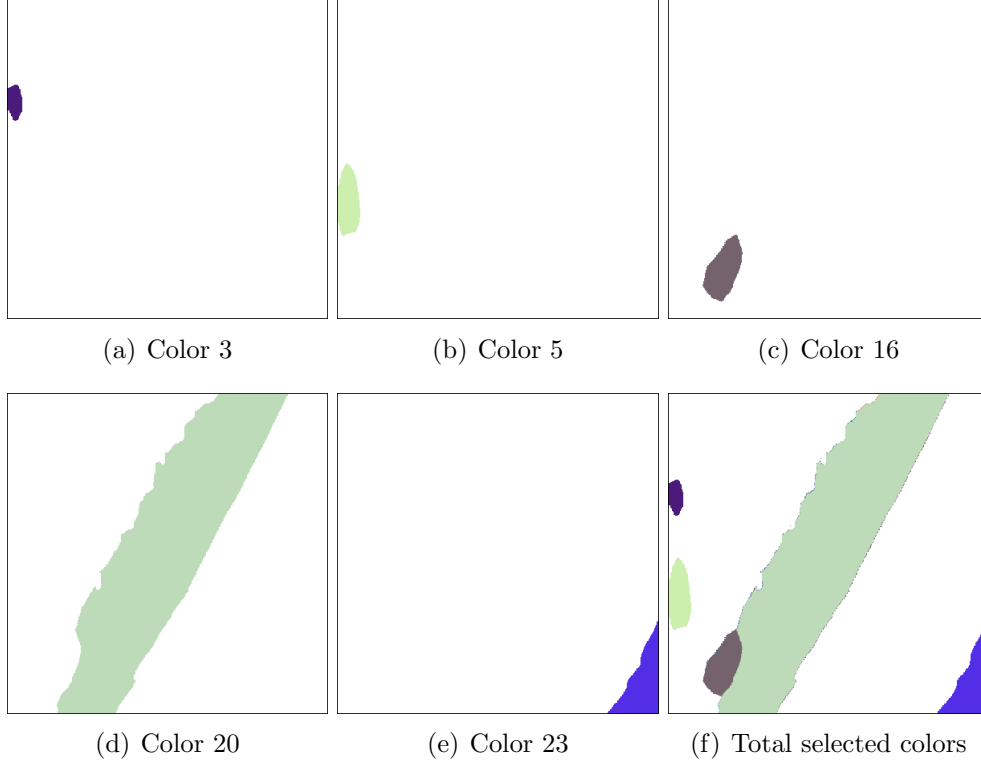 (a) Color 3
(b) Color 5
(c) Color 16
(d) Color 20
(e) Color 23
(f) Total selected colors